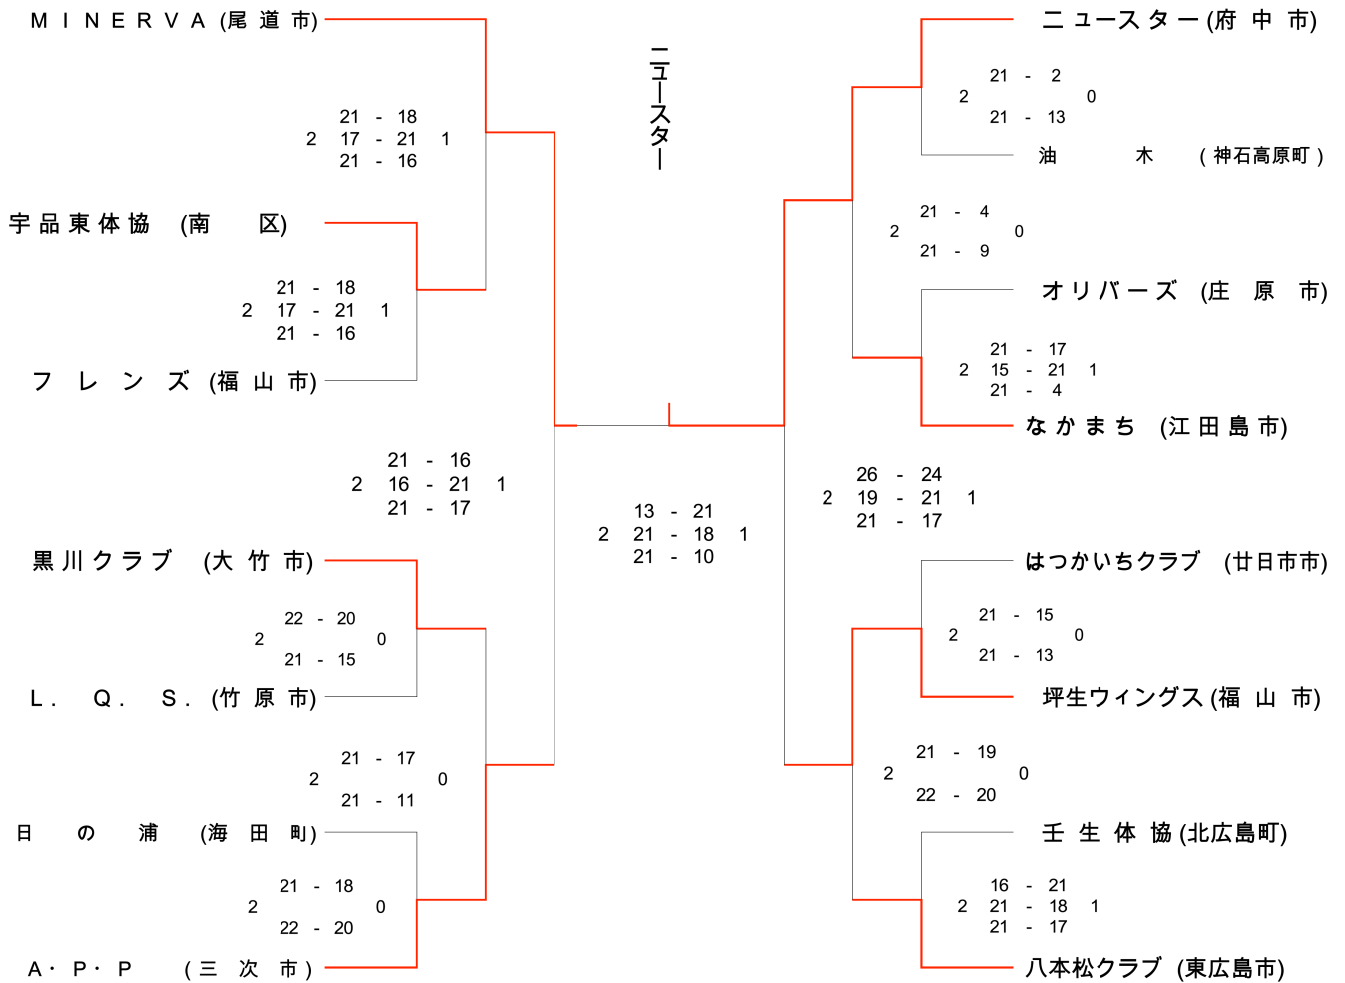 ニュースター
MINERVA (尾道市)
21 - 18
2 17 - 21 1
21 - 16
宇品東体協 (南 区)
21 - 18
2 17 - 21 1
21 - 16
フレンズ (福山市)
21 - 16
2 16 - 21 1
21 - 17
黒川クラブ (大竹市)
22 - 20
2 0
21 - 15
L. Q. S. (竹原市)
21 - 17
2 0
21 - 11
日の浦 (海田町)
21 - 18
2 0
22 - 20
A・P・P (三次市)
13 - 21
2 21 - 18 1
21 - 10
ニュースター (府中市)
21 - 2
2 0
21 - 13
油木 (神石高原町)
21 - 4
2 0
21 - 9
オリバーズ (庄原市)
21 - 17
2 15 - 21 1
21 - 4
なかまち (江田島市)
26 - 24
2 19 - 21 1
21 - 17
はつかいちクラブ (廿日市市)
21 - 15
2 0
21 - 13
坪生ウィングス (福山市)
21 - 19
2 0
22 - 20
壬生体協 (北広島町)
16 - 21
2 21 - 18 1
21 - 17
八本松クラブ (東広島市)